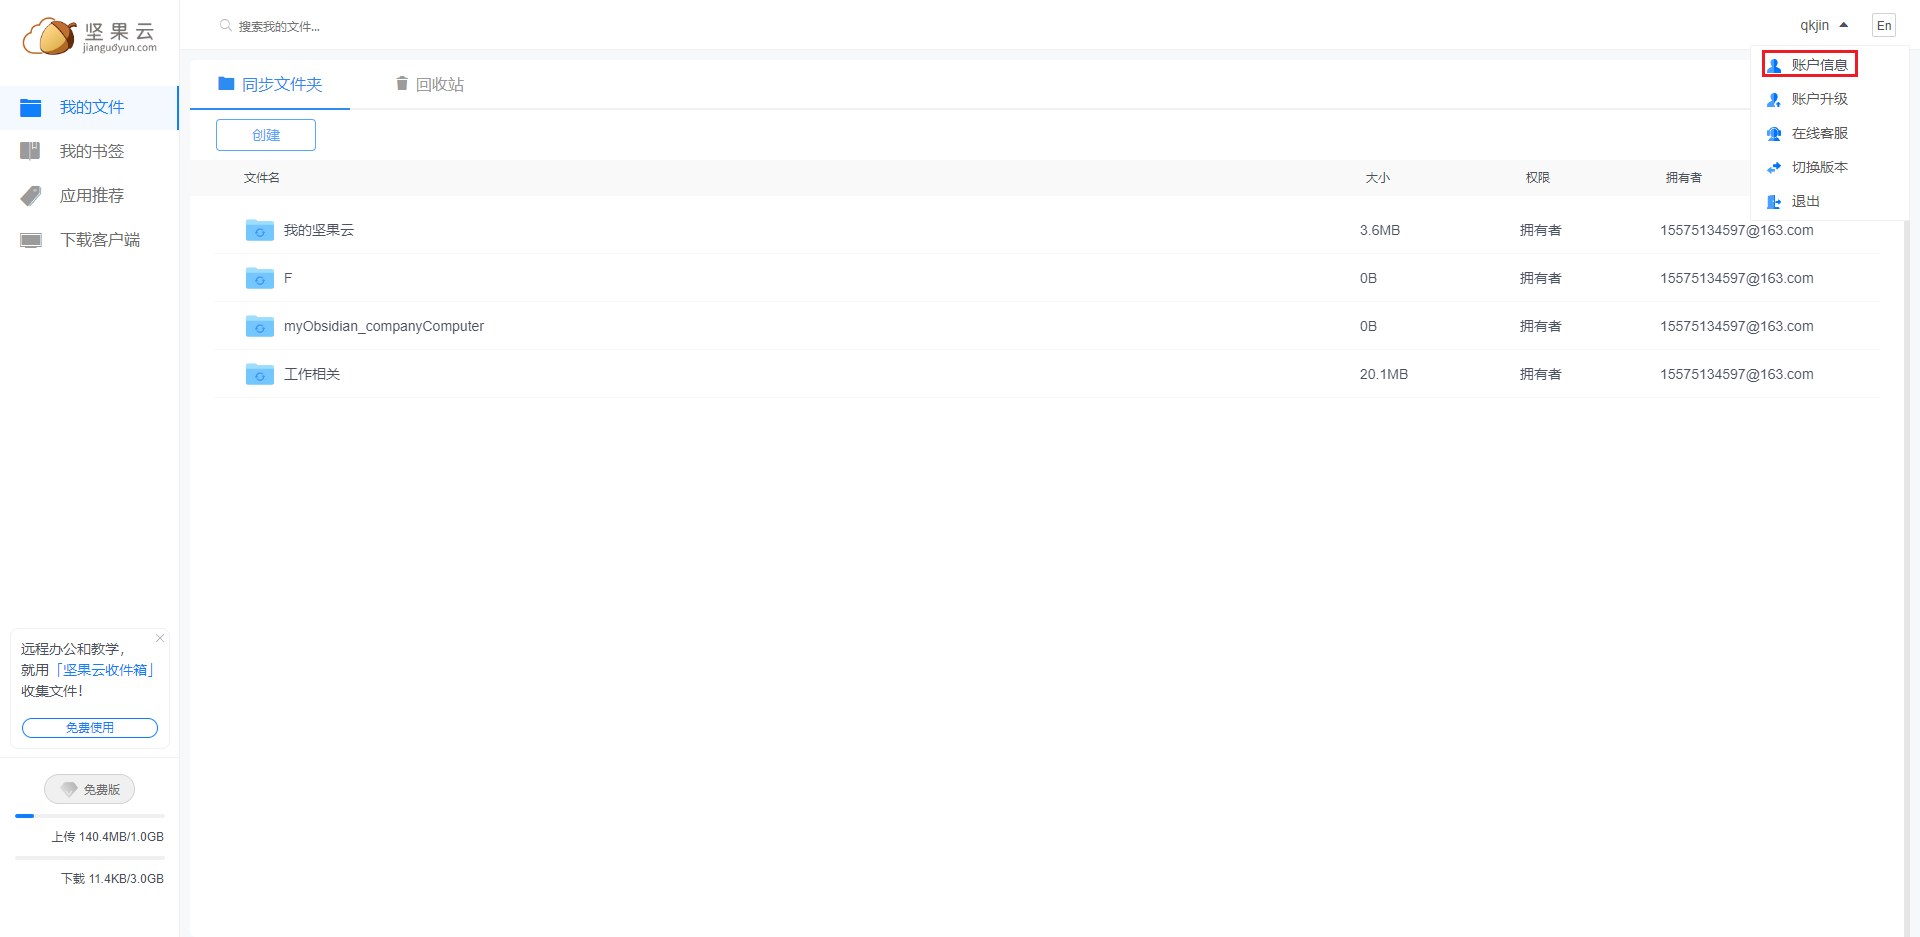 坚果云
jianguoyun.com
搜索我的文件...
qkjin
En
账户信息
账户升级
在线客服
切换版本
退出
我的文件
我的书签
应用推荐
下载客户端
同步文件夹
回收站
创建
文件名 大小 权限 拥有者
我的坚果云 3.6MB 拥有者 15575134597@163.com
F 0B 拥有者 15575134597@163.com
myObsidian_companyComputer 0B 拥有者 15575134597@163.com
工作相关 20.1MB 拥有者 15575134597@163.com
远程办公和教学，
就用「坚果云收件箱」
收集文件！
免费使用
免费版
上传 140.4MB/1.0GB
下载 11.4KB/3.0GB